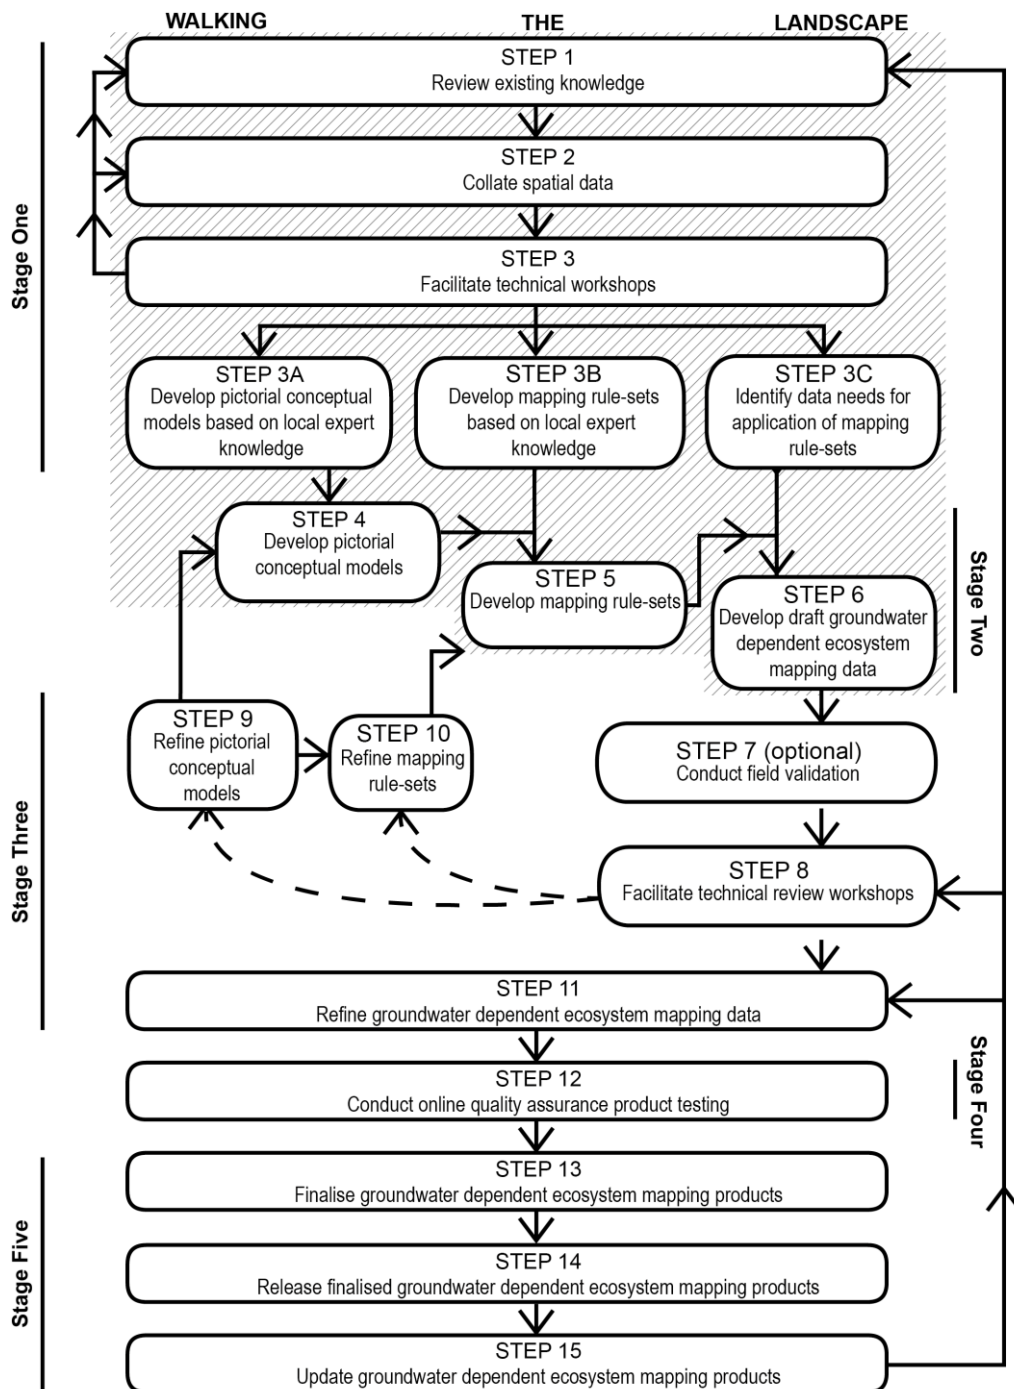 WALKING THE LANDSCAPE
STEP 1
Review existing knowledge
STEP 2
Collate spatial data
STEP 3
Facilitate technical workshops
Stage One
STEP 3A
Develop pictorial conceptual
models based on local expert
knowledge
STEP 3B
Develop mapping rule-sets
based on local expert
knowledge
STEP 3C
Identify data needs for
application of mapping
rule-sets
STEP 4
Develop pictorial
conceptual models
STEP 5
Develop mapping rule-sets
STEP 6
Develop draft groundwater
dependent ecosystem
mapping data
Stage Two
STEP 9
Refine pictorial
conceptual
models
STEP 10
Refine mapping
rule-sets
STEP 7 (optional)
Conduct field validation
STEP 8
Facilitate technical review workshops
Stage Three
STEP 11
Refine groundwater dependent ecosystem mapping data
STEP 12
Conduct online quality assurance product testing
Stage Four
STEP 13
Finalise groundwater dependent ecosystem mapping products
STEP 14
Release finalised groundwater dependent ecosystem mapping products
STEP 15
Update groundwater dependent ecosystem mapping products
Stage Five